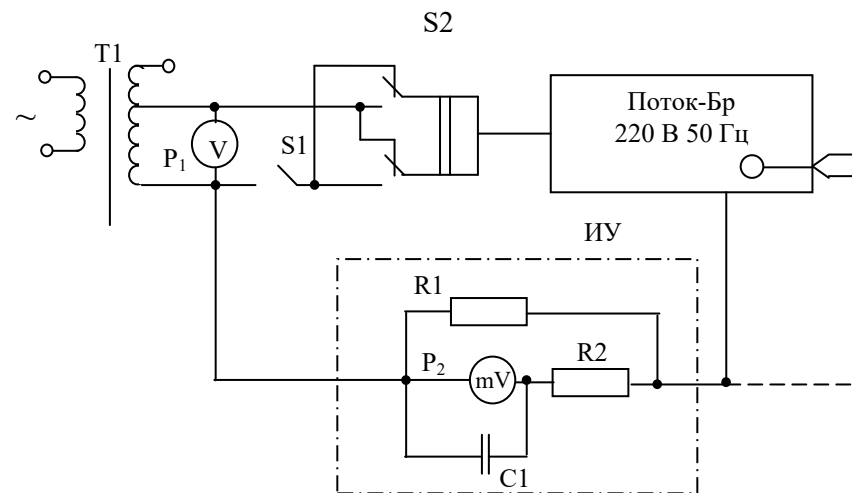 S2
T1
~
P₁
V
S1
Поток-Бр
220 В 50 Гц
ИУ
R1
P₂
mV
R2
C1